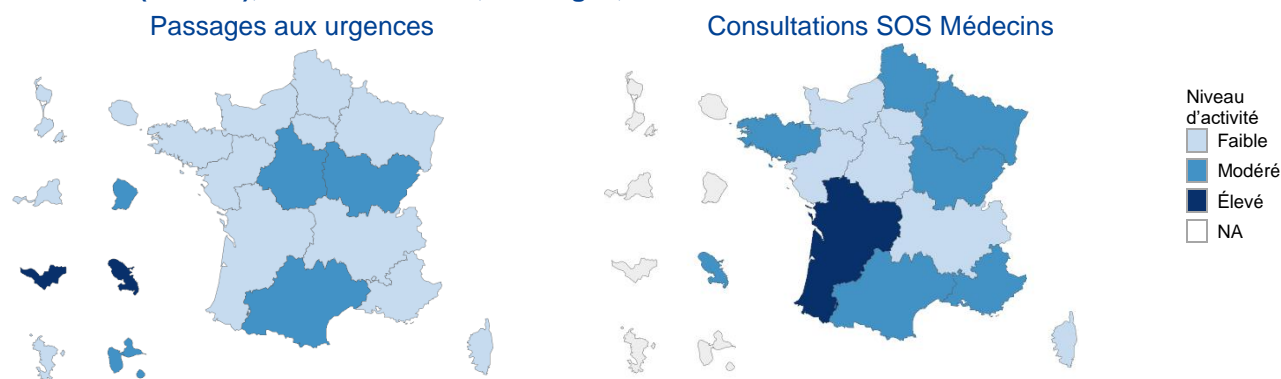 Passages aux urgences
Consultations SOS Médecins
Niveau
d'activité
Faible
Modéré
Élevé
NA